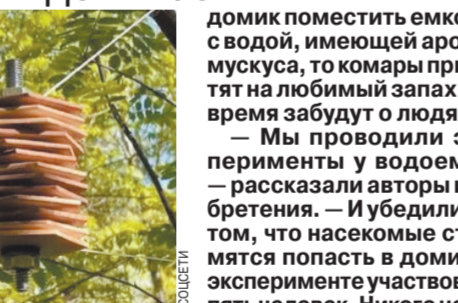 домик поместить емко
с водой, имеющей аро
мускуса, то комары при
тят на любимый запах
время забудут о людя
— Мы проводили э
перименты у водоем
— рассказали авторы и
бретения. — И убедили
том, что насекомые ст
мятся попасть в доми
эксперименте участвов
пять человек. Никого н
СОЦСЕТИ